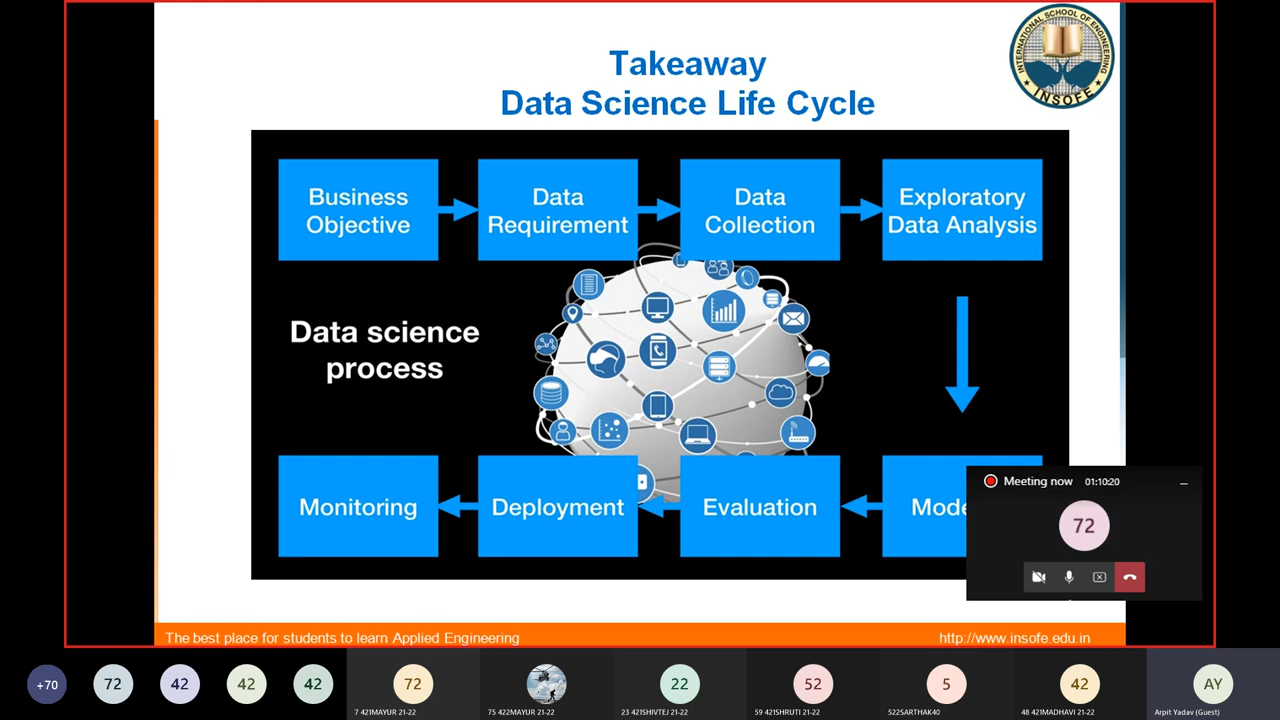 Takeaway
Data Science Life Cycle
INTERNATIONAL SCHOOL OF ENGINEERING
INSOFE
Business
Objective
Data
Requirement
Data
Collection
Exploratory
Data Analysis
Data science
process
Monitoring
Deployment
Evaluation
Mode
Meeting now 01:10:20
72
The best place for students to learn Applied Engineering
http://www.insofe.edu.in
+70
72
42
42
42
72
22
52
5
42
AY
7 421MAYUR 21-22
75 422MAYUR 2022
23 421SHIVTEJ 21-22
59 421SHRUTI 21-22
522SARTHAK40
48 421MADHAVI 21-22
Arpit Yadav (Guest)